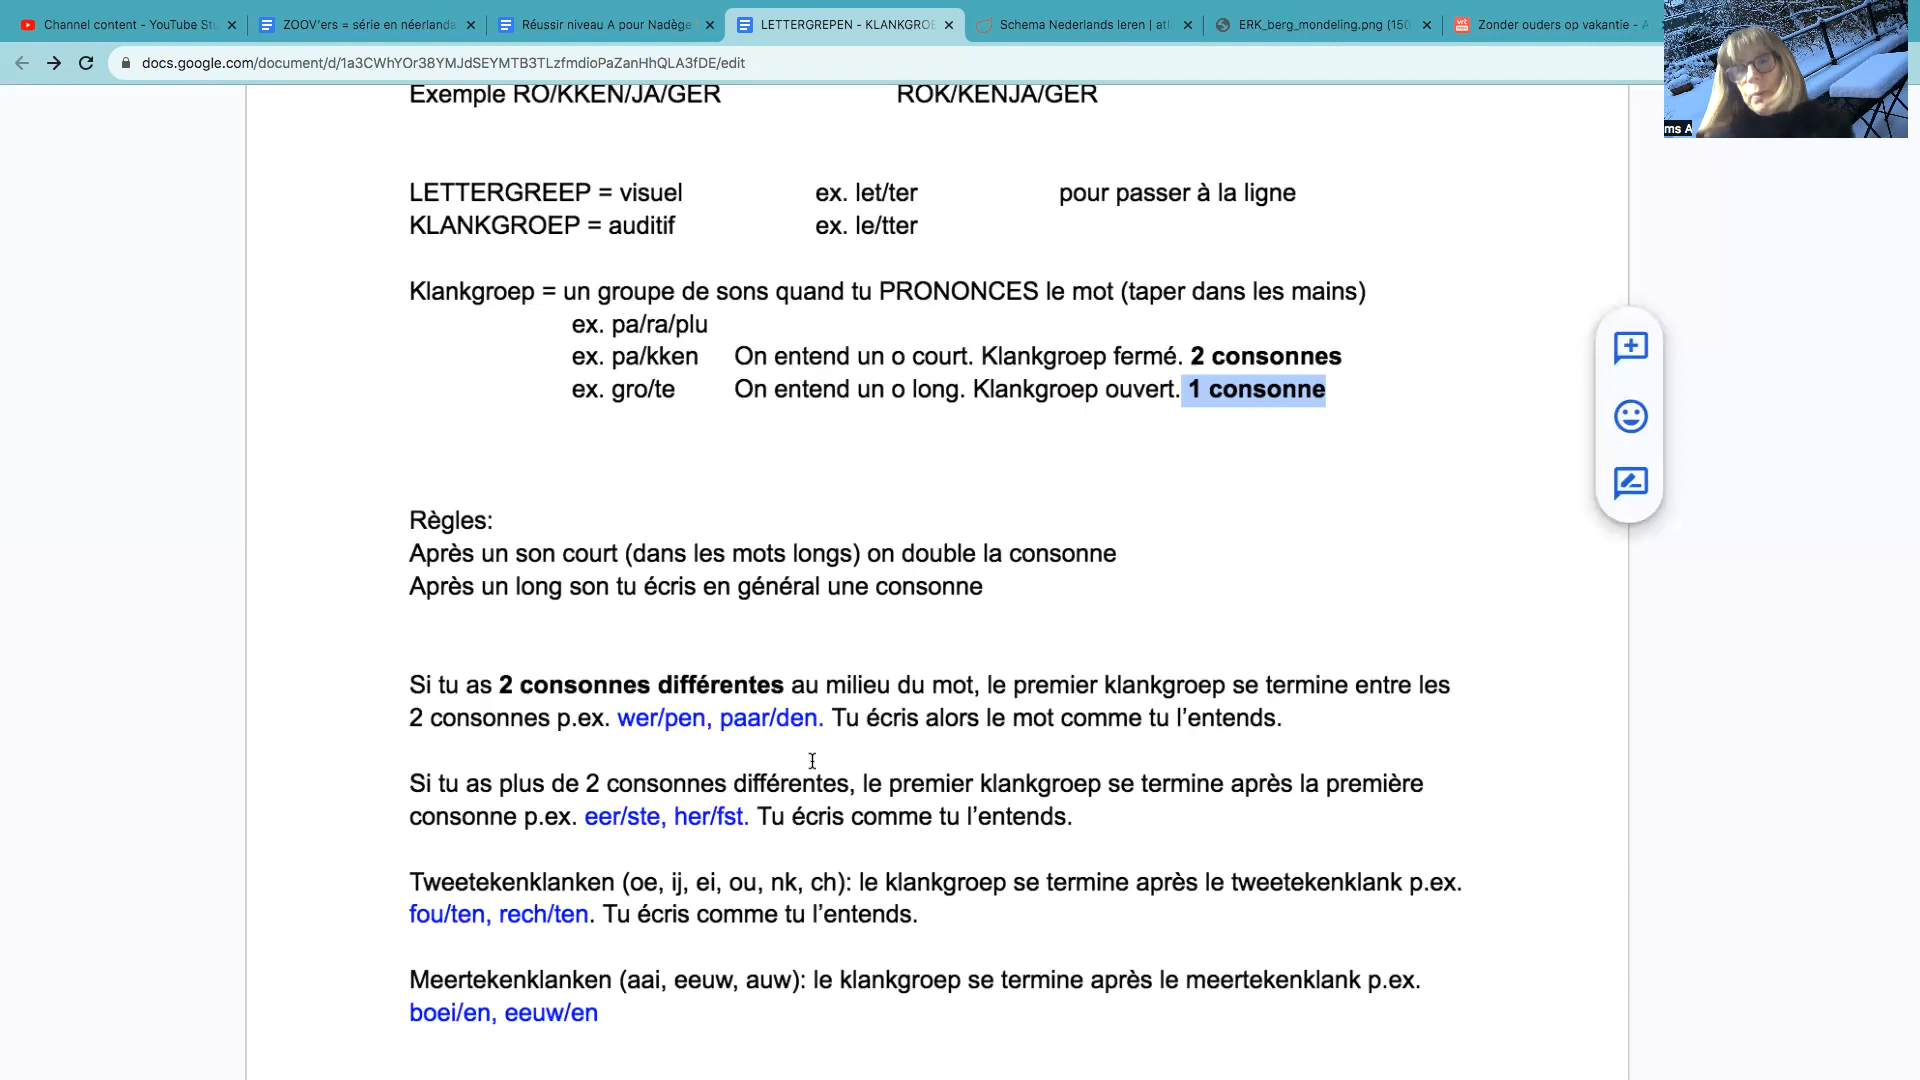 Channel content - YouTube Stu
ZOOV'ers = série en néerlanda
Réussir niveau A pour Nadège
LETTERGREPEN - KLANKGROE
Schema Nederlands leren | atl
ERK_berg_mondeling.png (150
Zonder ouders op vakantie - A
docs.google.com/document/d/1a3CWhYOr38YMJdSEYMTB3TLzfmdioPaZanHhQLA3fDE/edit
ms A
Exemple RO/KKEN/JA/GER ROK/KENJA/GER
LETTERGREEP = visuel ex. let/ter pour passer à la ligne
KLANKGROEP = auditif ex. le/tter
Klankgroep = un groupe de sons quand tu PRONONCES le mot (taper dans les mains)
ex. pa/ra/plu
ex. pa/kken On entend un o court. Klankgroep fermé. 2 consonnes
ex. gro/te On entend un o long. Klankgroep ouvert. 1 consonne
Règles:
Après un son court (dans les mots longs) on double la consonne
Après un long son tu écris en général une consonne
Si tu as 2 consonnes différentes au milieu du mot, le premier klankgroep se termine entre les
2 consonnes p.ex. wer/pen, paar/den. Tu écris alors le mot comme tu l'entends.
Si tu as plus de 2 consonnes différentes, le premier klankgroep se termine après la première
consonne p.ex. eer/ste, her/fst. Tu écris comme tu l'entends.
Tweetekenklanken (oe, ij, ei, ou, nk, ch): le klankgroep se termine après le tweetekenklank p.ex.
fou/ten, rech/ten. Tu écris comme tu l'entends.
Meertekenklanken (aai, eeuw, auw): le klankgroep se termine après le meertekenklank p.ex.
boei/en, eeuw/en